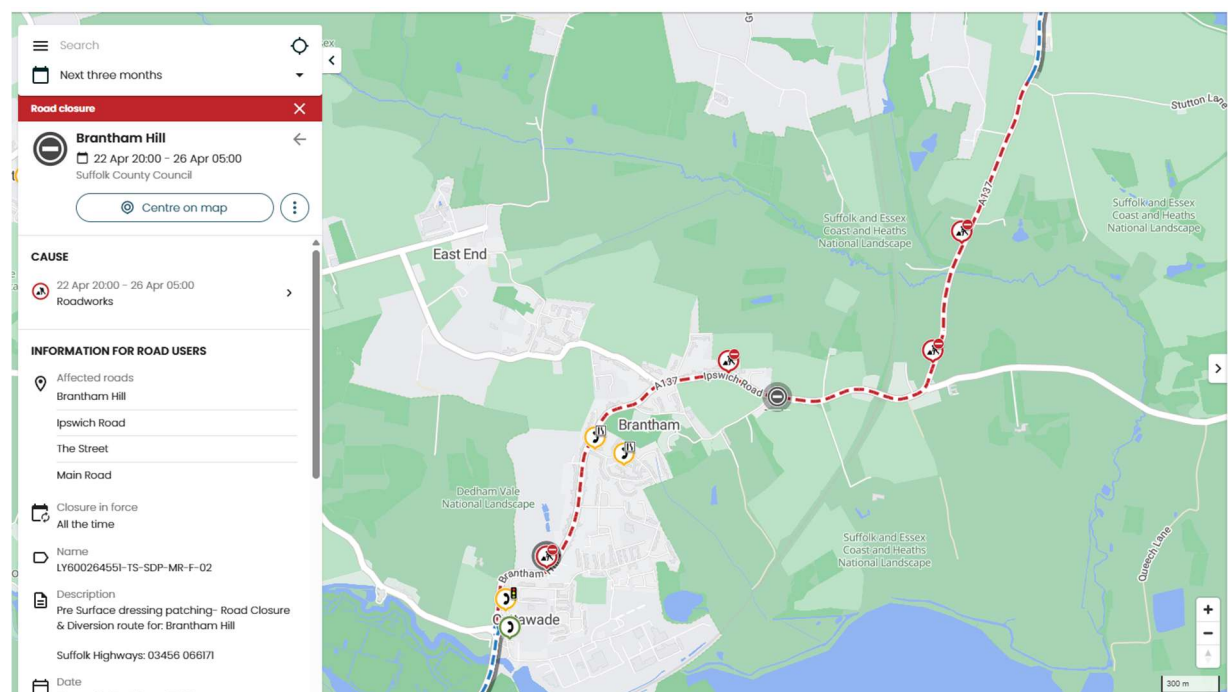 Search
Next three months
Road closure
Brantham Hill
22 Apr 20:00 - 26 Apr 05:00
Suffolk County Council
Centre on map
CAUSE
22 Apr 20:00 - 26 Apr 05:00
Roadworks
INFORMATION FOR ROAD USERS
Affected roads
Brantham Hill
Ipswich Road
The Street
Main Road
Closure in force
All the time
Name
LY600264551-TS-SDP-MR-F-02
Description
Pre Surface dressing patching- Road Closure
& Diversion route for: Brantham Hill
Suffolk Highways: 03456 066171
Date
Stutton Lane
A137
Suffolk and Essex
Coast and Heaths
National Landscape
Suffolk and Essex
Coast and Heaths
National Landscape
East End
A137
Ipswich Road
Brantham
Dedham Vale
National Landscape
Suffolk and Essex
Coast and Heaths
National Landscape
Queech Lane
Brantham
300 m